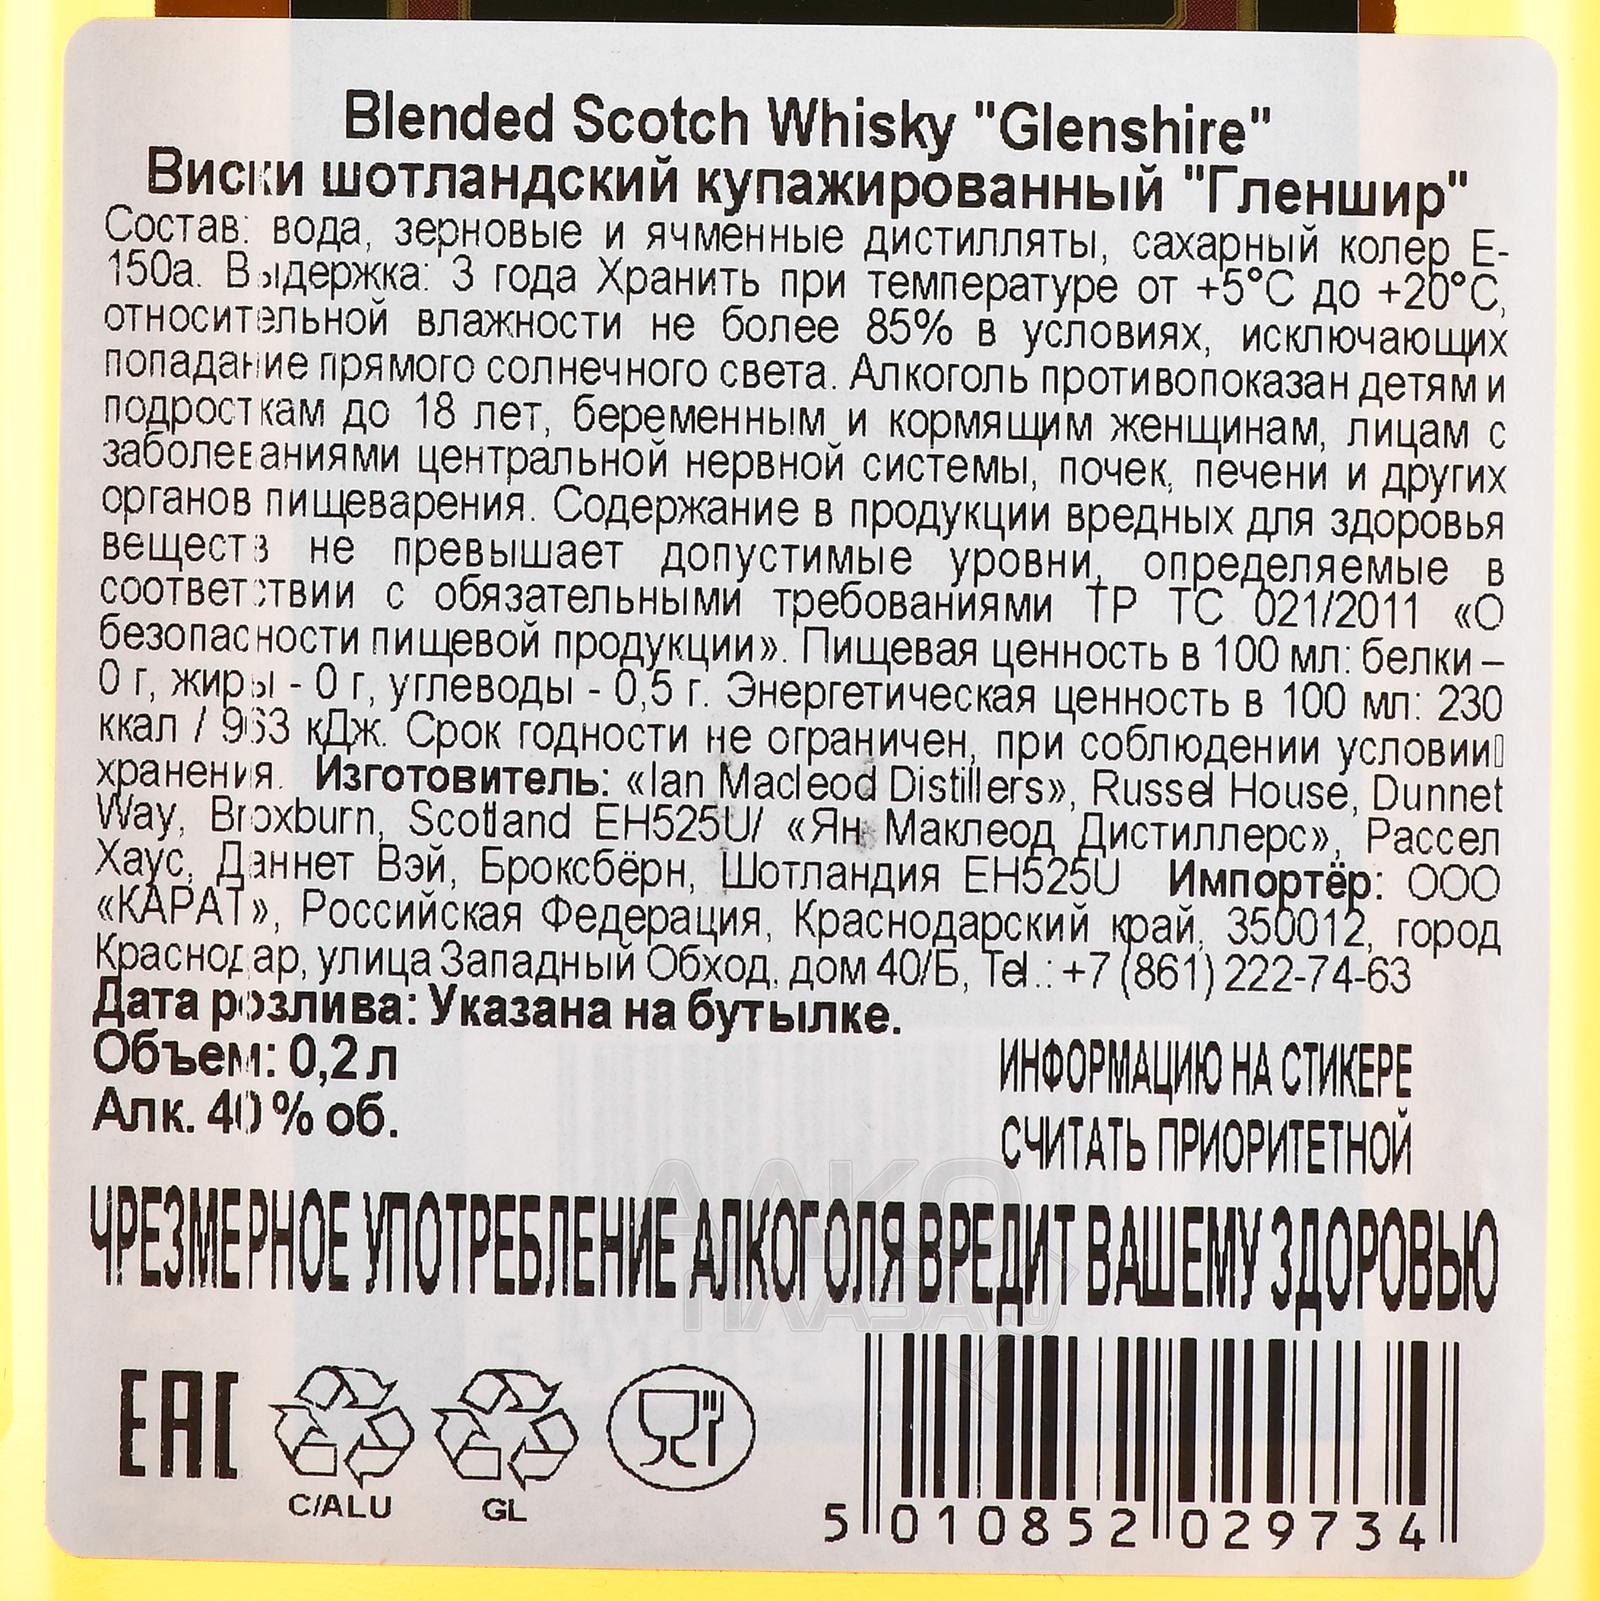 Blended Scotch Whisky "Glenshire"
Виски шотландский купажированный "Гленшир"
Состав: вода, зерновые и ячменные дистилляты, сахарный колер Е-
150а. Выдержка: 3 года Хранить при температуре от +5°С до +20°С,
относительной влажности не более 85% в условиях, исключающих
попадание прямого солнечного света. Алкоголь противопоказан детям и
подросткам до 18 лет, беременным и кормящим женщинам, лицам с
заболеваниями центральной нервной системы, почек, печени и других
органов пищеварения. Содержание в продукции вредных для здоровья
веществ не превышает допустимые уровни, определяемые в
соответствии с обязательными требованиями ТР ТС 021/2011 «О
безопасности пищевой продукции». Пищевая ценность в 100 мл: белки –
0 г, жиры - 0 г, углеводы - 0,5 г. Энергетическая ценность в 100 мл: 230
ккал / 963 кДж. Срок годности не ограничен, при соблюдении условии
хранения. Изготовитель: «Ian Macleod Distillers», Russel House, Dunnet
Way, Broxburn, Scotland EH525U/ «Ян Маклеод Дистиллерс», Рассел
Хаус, Даннет Вэй, Броксбёрн, Шотландия EH525U Импортёр: ООО
«КАРАТ», Российская Федерация, Краснодарский край, 350012, город
Краснодар, улица Западный Обход, дом 40/Б, Tel.: +7 (861) 222-74-63
Дата розлива: Указана на бутылке.
Объем: 0,2 л
Алк. 40 % об.
ИНФОРМАЦИЮ НА СТИКЕРЕ
СЧИТАТЬ ПРИОРИТЕТНОЙ
АЛКО
ПЛАЗА
ЧРЕЗМЕРНОЕ УПОТРЕБЛЕНИЕ АЛКОГОЛЯ ВРЕДИТ ВАШЕМУ ЗДОРОВЬЮ
EAC
C/ALU
GL
5 010852 029734